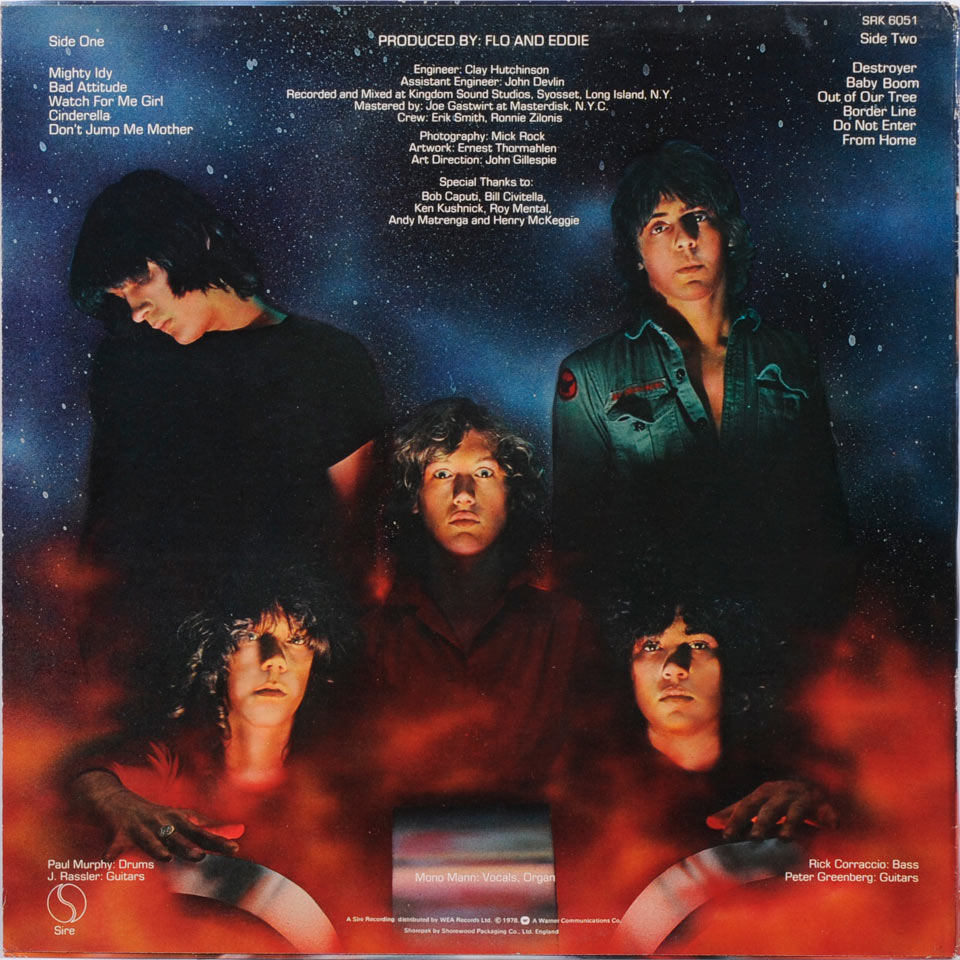 SRK 6051
Side One
PRODUCED BY: FLO AND EDDIE
Side Two
Mighty Idy
Bad Attitude
Watch For Me Girl
Cinderella
Don't Jump Me Mother
Engineer: Clay Hutchinson
Assistant Engineer: John Devlin
Recorded and Mixed at Kingdom Sound Studios, Syosset, Long Island, N.Y.
Mastered by: Joe Gastwirt at Masterdisk, N.Y.C.
Crew: Erik Smith, Ronnie Zilonis
Photography: Mick Rock
Artwork: Ernest Thormahlen
Art Direction: John Gillespie
Special Thanks to:
Bob Caputi, Bill Civitella,
Ken Kushnick, Roy Mental,
Andy Matrenga and Henry McKeggie
Destroyer
Baby Boom
Out of Our Tree
Border Line
Do Not Enter
From Home
Paul Murphy: Drums
J. Rassler: Guitars
Sire
Mono Mann: Vocals, Organ
Rick Corraccio: Bass
Peter Greenberg: Guitars
A Sire Recording distributed by WEA Records Ltd. © 1978. A Warner Communications Co.
Shorepak by Shorewood Packaging Co., Ltd. England